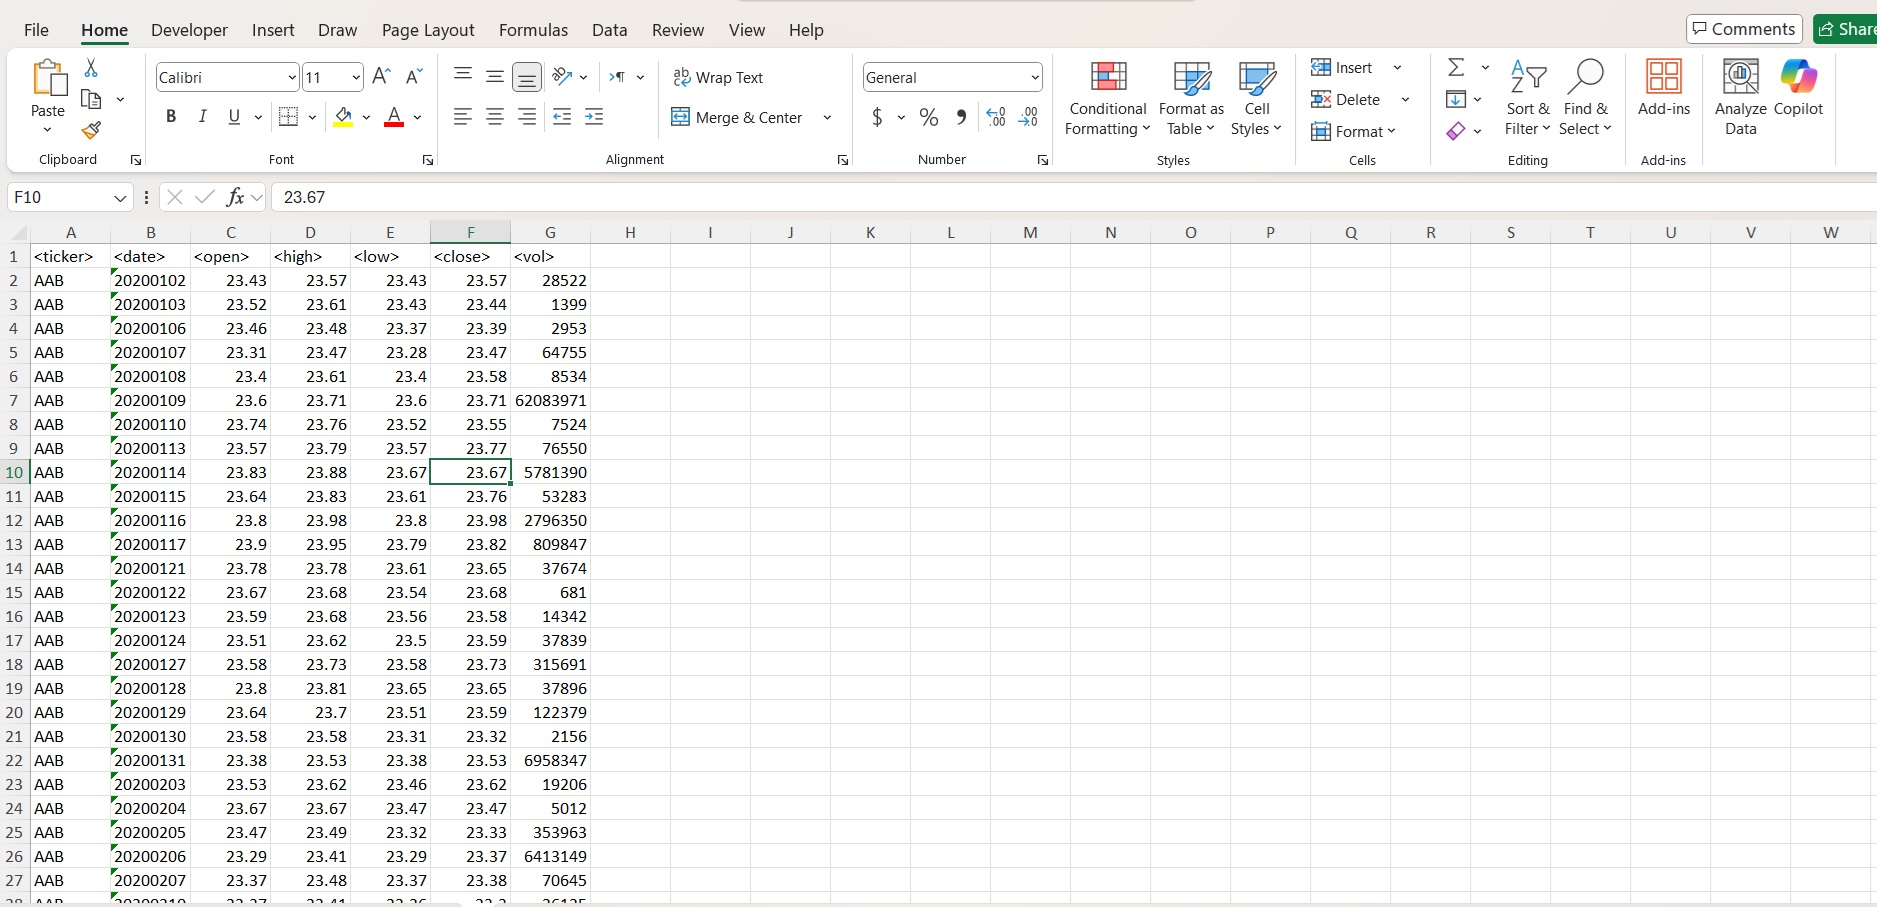 File Home Developer Insert Draw Page Layout Formulas Data Review View Help Comments Share
Paste Calibri 11 Wrap Text General Conditional Formatting Format as Table Cell Styles Insert Sort & Filter Find & Select Add-ins Analyze Data Copilot
B I U A Merge & Center $ % Delete
Format
Clipboard Font Alignment Number Styles Cells Editing Add-ins
F10 fx 23.67
A B C D E F G H I J K L M N O P Q R S T U V W
1 <ticker> <date> <open> <high> <low> <close> <vol>
2 AAB 20200102 23.43 23.57 23.43 23.57 28522
3 AAB 20200103 23.52 23.61 23.43 23.44 1399
4 AAB 20200106 23.46 23.48 23.37 23.39 2953
5 AAB 20200107 23.31 23.47 23.28 23.47 64755
6 AAB 20200108 23.4 23.61 23.4 23.58 8534
7 AAB 20200109 23.6 23.71 23.6 23.71 62083971
8 AAB 20200110 23.74 23.76 23.52 23.55 7524
9 AAB 20200113 23.57 23.79 23.57 23.77 76550
10 AAB 20200114 23.83 23.88 23.67 23.67 5781390
11 AAB 20200115 23.64 23.83 23.61 23.76 53283
12 AAB 20200116 23.8 23.98 23.8 23.98 2796350
13 AAB 20200117 23.9 23.95 23.79 23.82 809847
14 AAB 20200121 23.78 23.78 23.61 23.65 37674
15 AAB 20200122 23.67 23.68 23.54 23.68 681
16 AAB 20200123 23.59 23.68 23.56 23.58 14342
17 AAB 20200124 23.51 23.62 23.5 23.59 37839
18 AAB 20200127 23.58 23.73 23.58 23.73 315691
19 AAB 20200128 23.8 23.81 23.65 23.65 37896
20 AAB 20200129 23.64 23.7 23.51 23.59 122379
21 AAB 20200130 23.58 23.58 23.31 23.32 2156
22 AAB 20200131 23.38 23.53 23.38 23.53 6958347
23 AAB 20200203 23.53 23.62 23.46 23.62 19206
24 AAB 20200204 23.67 23.67 23.47 23.47 5012
25 AAB 20200205 23.47 23.49 23.32 23.33 353963
26 AAB 20200206 23.29 23.41 23.29 23.37 6413149
27 AAB 20200207 23.37 23.48 23.37 23.38 70645